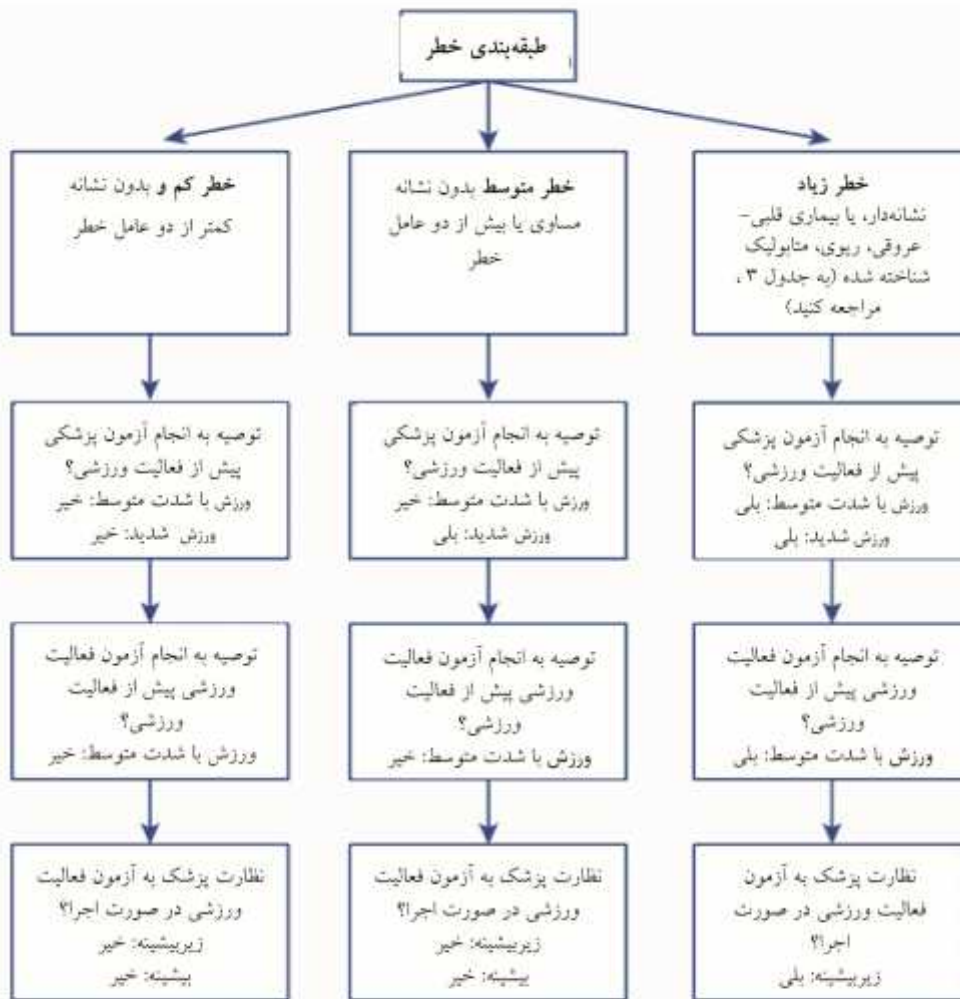 طبقه‌بندی خطر
خطر زیاد
نشانه‌دار، یا بیماری قلبی-
عروقی، ریوی، متابولیک
شناخته شده (به جدول ۳،
مراجعه کنید)
خطر متوسط بدون نشانه
مساوی یا بیش از دو عامل
خطر
خطر کم و بدون نشانه
کمتر از دو عامل خطر
توصیه به انجام آزمون پزشکی
پیش از فعالیت ورزشی؟
ورزش با شدت متوسط: بلی
ورزش شدید: بلی
توصیه به انجام آزمون پزشکی
پیش از فعالیت ورزشی؟
ورزش با شدت متوسط: خیر
ورزش شدید: بلی
توصیه به انجام آزمون پزشکی
پیش از فعالیت ورزشی؟
ورزش با شدت متوسط: خیر
ورزش شدید: خیر
توصیه به انجام آزمون فعالیت
ورزشی پیش از فعالیت
ورزشی؟
ورزش با شدت متوسط: بلی
توصیه به انجام آزمون فعالیت
ورزشی پیش از فعالیت
ورزشی؟
ورزش با شدت متوسط: خیر
توصیه به انجام آزمون فعالیت
ورزشی پیش از فعالیت
ورزشی؟
ورزش با شدت متوسط: خیر
نظارت پزشک به آزمون
فعالیت ورزشی در صورت
اجرا؟
زیربیشینه: بلی
نظارت پزشک به آزمون فعالیت
ورزشی در صورت اجرا؟
زیربیشینه: خیر
بیشینه: خیر
نظارت پزشک به آزمون فعالیت
ورزشی در صورت اجرا؟
زیربیشینه: خیر
بیشینه: خیر